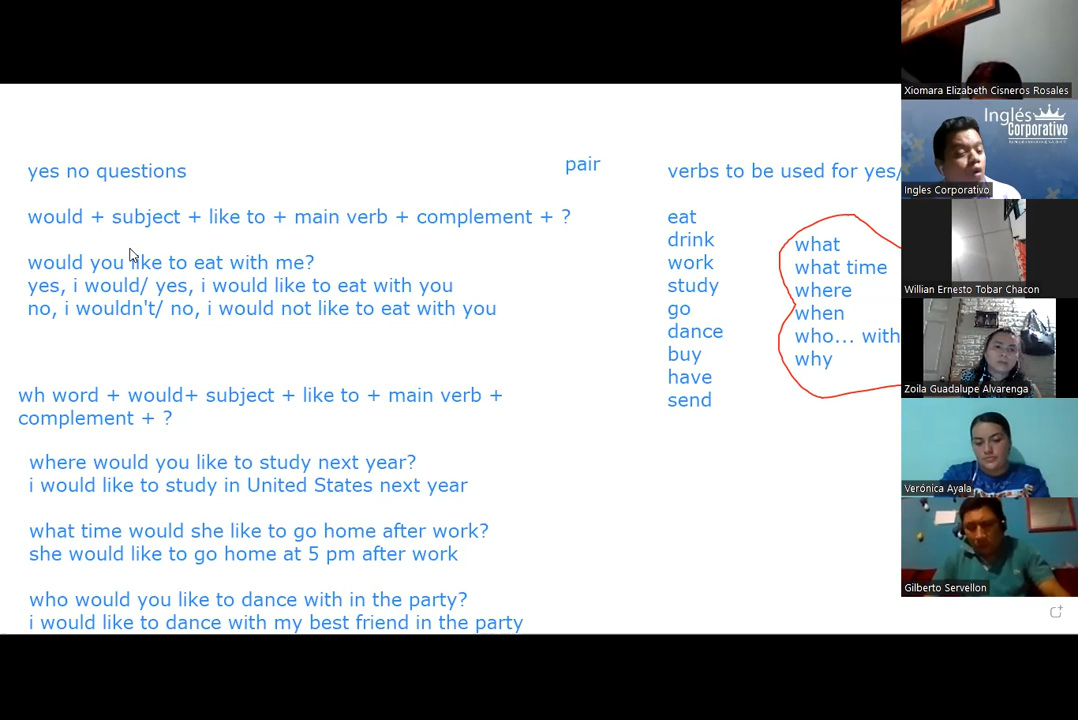 yes no questions
would + subject + like to + main verb + complement + ?
would you like to eat with me?
yes, i would/ yes, i would like to eat with you
no, i wouldn't/ no, i would not like to eat with you
wh word + would+ subject + like to + main verb +
complement + ?
where would you like to study next year?
i would like to study in United States next year
what time would she like to go home after work?
she would like to go home at 5 pm after work
who would you like to dance with in the party?
i would like to dance with my best friend in the party
pair
verbs to be used for yes/
eat
drink
work
study
go
dance
buy
have
send
what
what time
where
when
who... with
why
Xiomara Elizabeth Cisneros Rosales
Inglés
Corporativo
Ingles Corporativo
Willian Ernesto Tobar Chacon
Zoila Guadalupe Alvarenga
Verónica Ayala
Gilberto Servellon